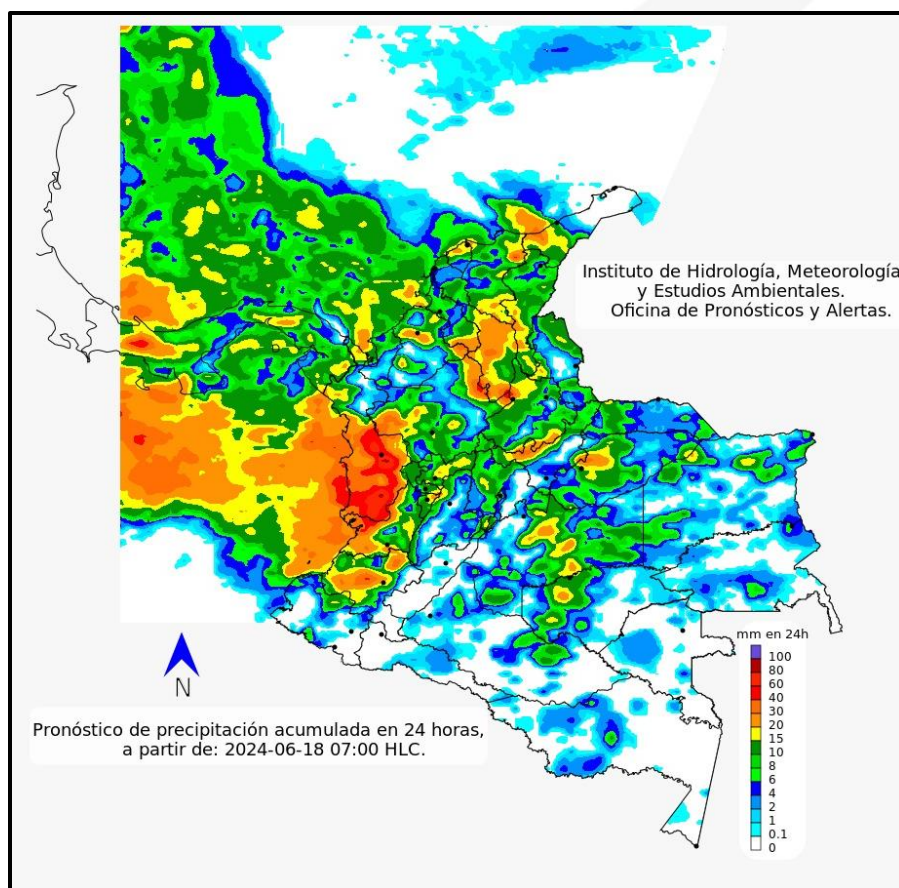 Instituto de Hidrología, Meteorología
y Estudios Ambientales.
Oficina de Pronósticos y Alertas.
mm en 24h
100
80
60
40
30
20
15
10
8
6
4
2
1
0.1
0
N
Pronóstico de precipitación acumulada en 24 horas,
a partir de: 2024-06-18 07:00 HLC.